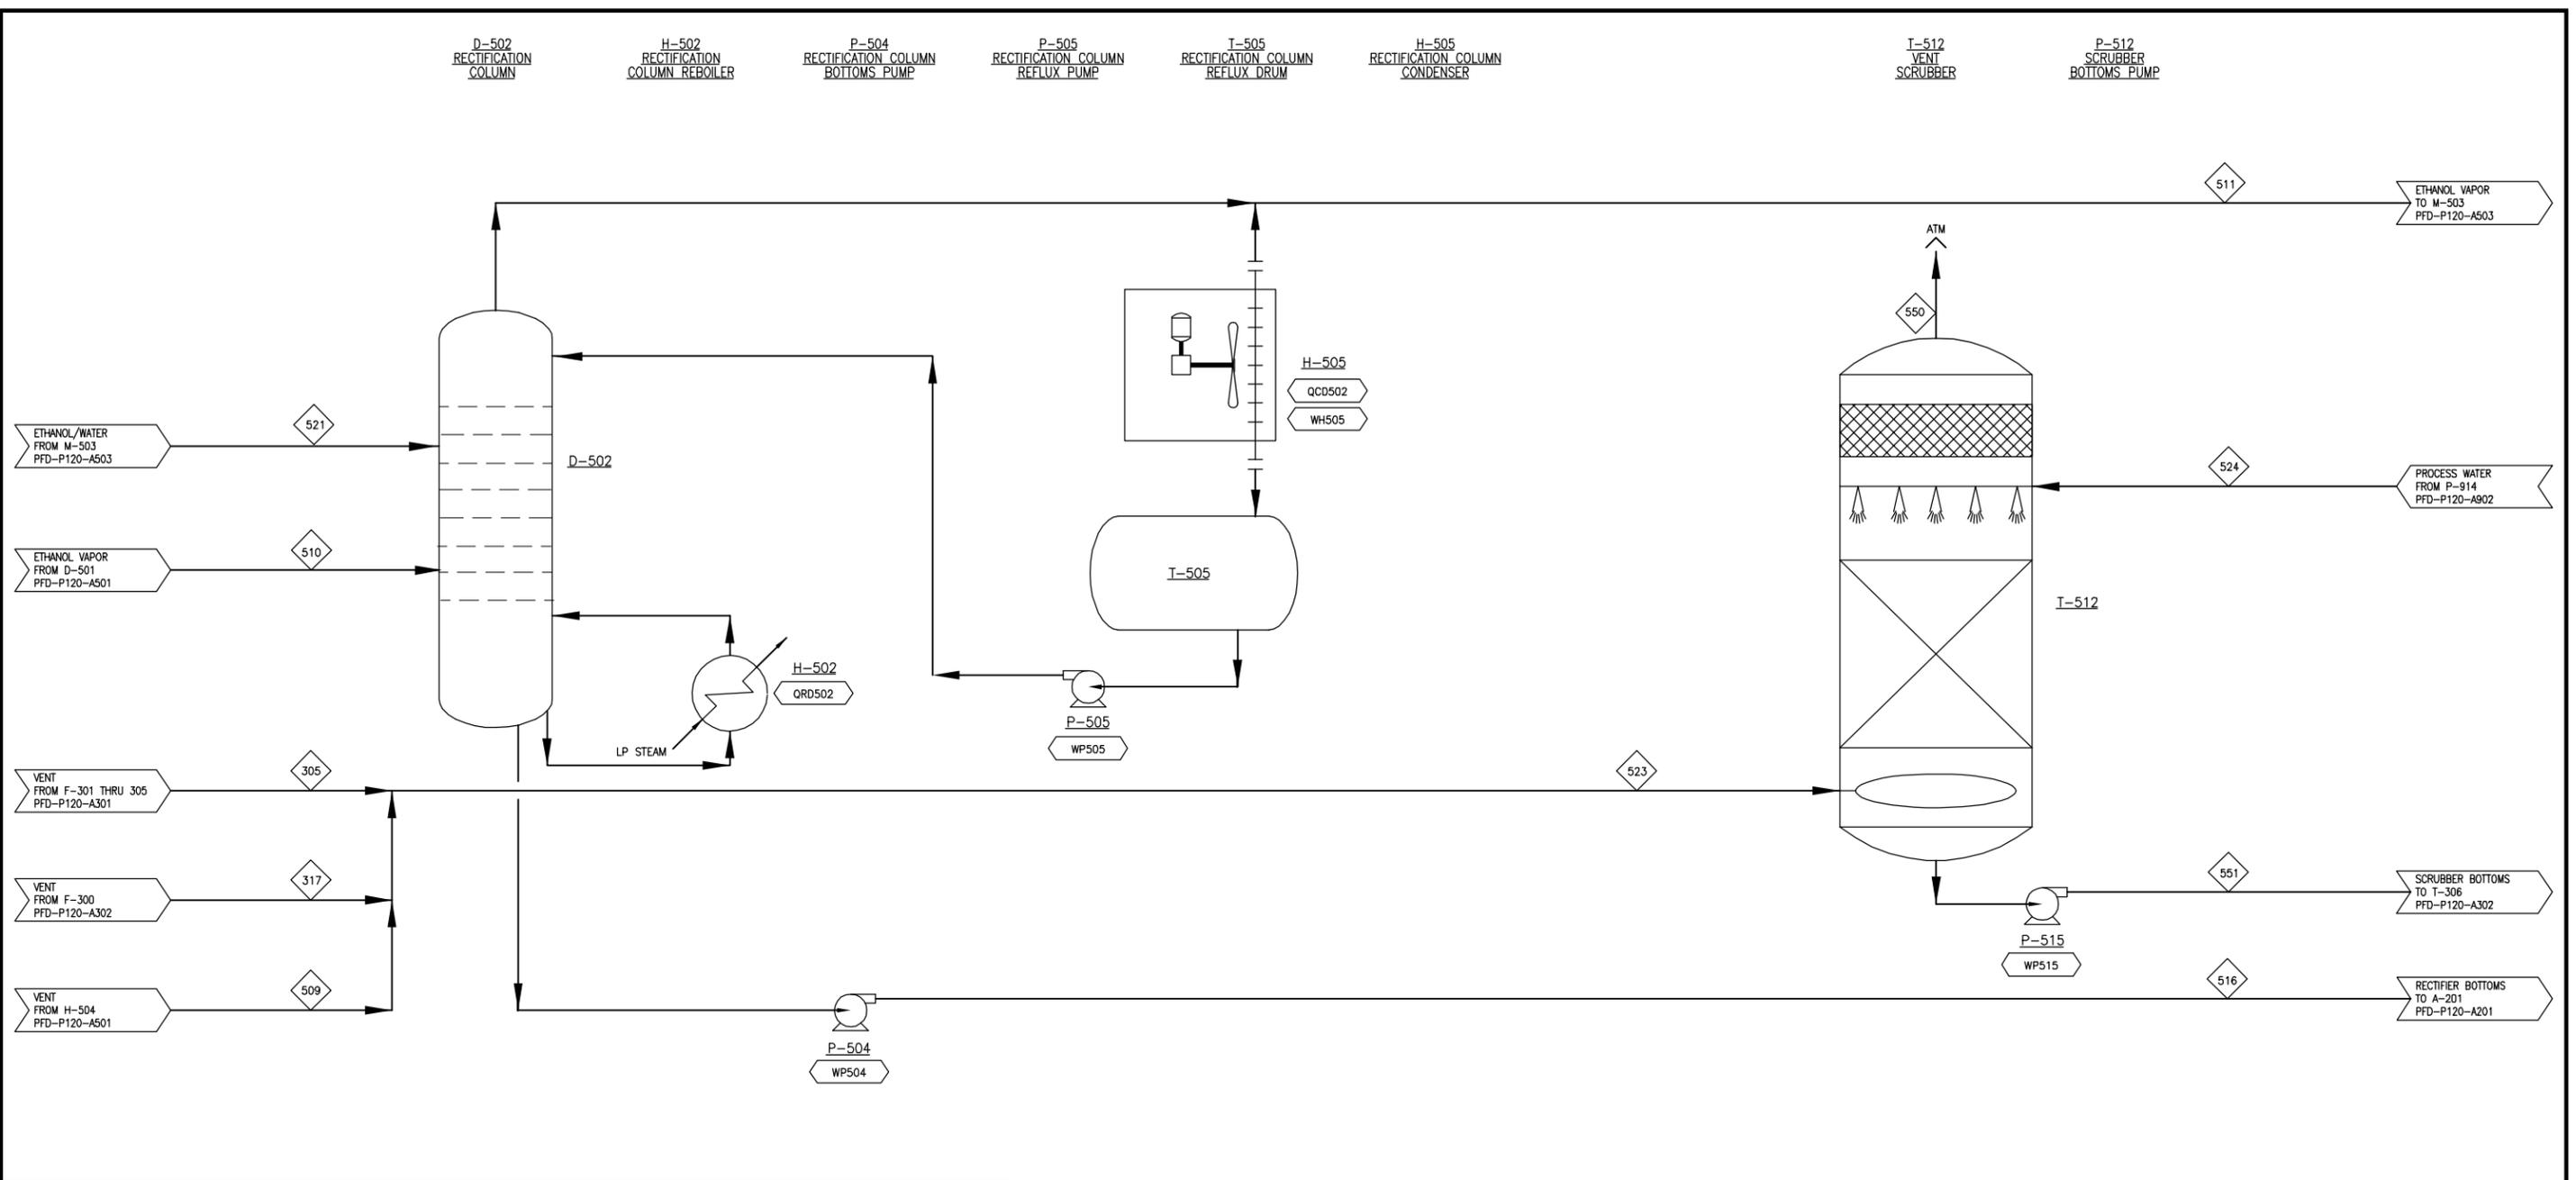 D-502
RECTIFICATION
COLUMN
H-502
RECTIFICATION
COLUMN REBOILER
P-504
RECTIFICATION COLUMN
BOTTOMS PUMP
P-505
RECTIFICATION COLUMN
REFLUX PUMP
T-505
RECTIFICATION COLUMN
REFLUX DRUM
H-505
RECTIFICATION COLUMN
CONDENSER
T-512
VENT
SCRUBBER
P-512
SCRUBBER
BOTTOMS PUMP
511
ETHANOL VAPOR
TO M-503
PFD-P120-A503
ATM
550
H-505
QCD502
WH505
521
ETHANOL/WATER
FROM M-503
PFD-P120-A503
D-502
524
PROCESS WATER
FROM P-914
PFD-P120-A902
510
ETHANOL VAPOR
FROM D-501
PFD-P120-A501
T-505
T-512
H-502
QRD502
LP STEAM
P-505
WP505
305
VENT
FROM F-301 THRU 305
PFD-P120-A301
523
317
VENT
FROM F-300
PFD-P120-A302
551
SCRUBBER BOTTOMS
TO T-306
PFD-P120-A302
P-515
WP515
509
VENT
FROM H-504
PFD-P120-A501
516
RECTIFIER BOTTOMS
TO A-201
PFD-P120-A201
P-504
WP504